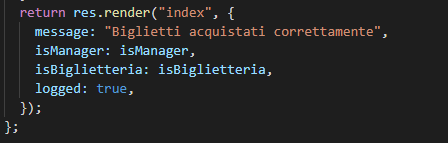 return res.render("index", {
message: "Biglietti acquistati correttamente",
isManager: isManager,
isBiglietteria: isBiglietteria,
logged: true,
});
};